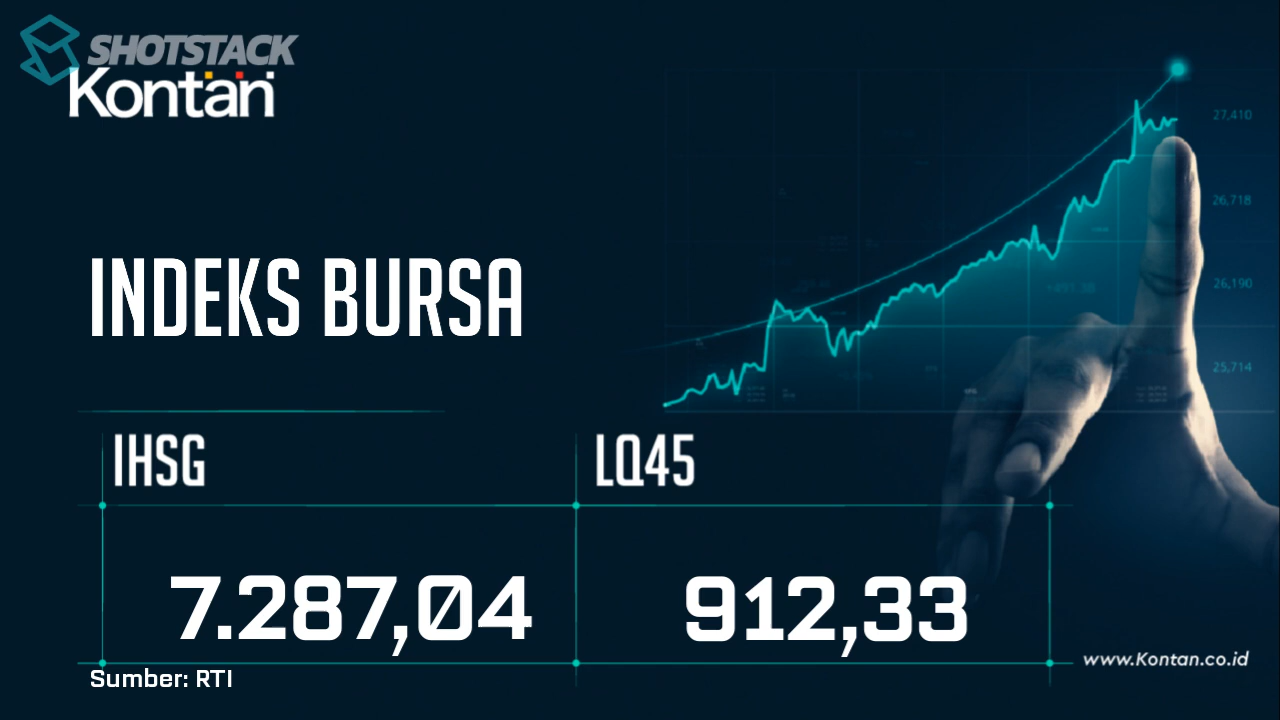 SHOTSTACK
Kontan
27,410
26,718
26,190
25,714
INDEKS BURSA
IHSG
LQ45
7.287,04
912,33
Sumber: RTI
www.Kontan.co.id